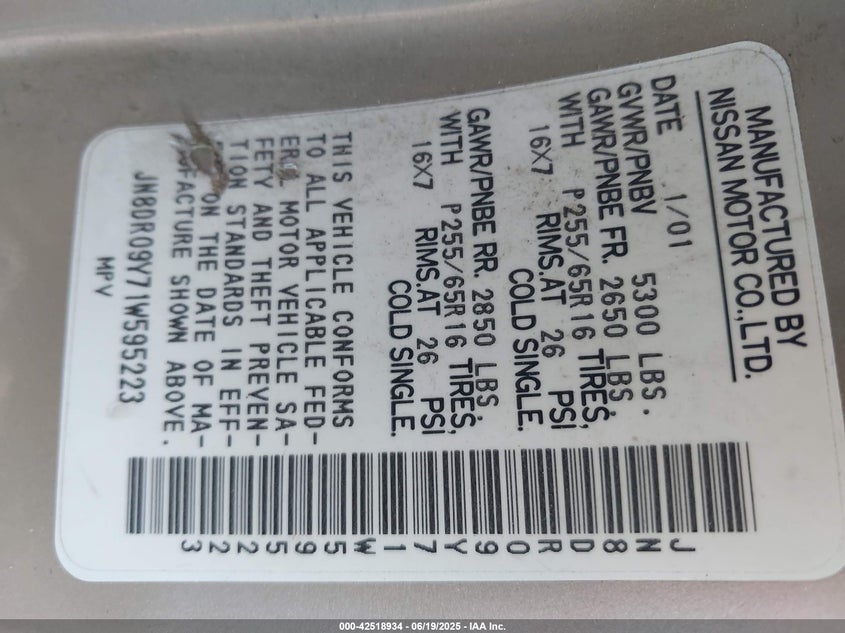 MANUFACTURED BY
NISSAN MOTOR CO.,LTD.
DATE 1/01
GVWR/PNBV 5300 LBS.
GAWR/PNBE FR. 2650 LBS.
WITH P255/65R16 TIRES,
16X7 RIMS.AT 26 PSI
COLD SINGLE.
GAWR/PNBE RR. 2850 LBS.
WITH P255/65R16 TIRES,
16X7 RIMS.AT 26 PSI
COLD SINGLE.
THIS VEHICLE CONFORMS
TO ALL APPLICABLE FED-
ERAL MOTOR VEHICLE SA-
FETY AND THEFT PREVEN-
TION STANDARDS IN EFF-
ON THE DATE OF MA-
FACTURE SHOWN ABOVE.
JN8DR09Y71W595223
MPV
JN8DR09Y71W595223
000-42518934 - 06/19/2025 - IAA Inc.